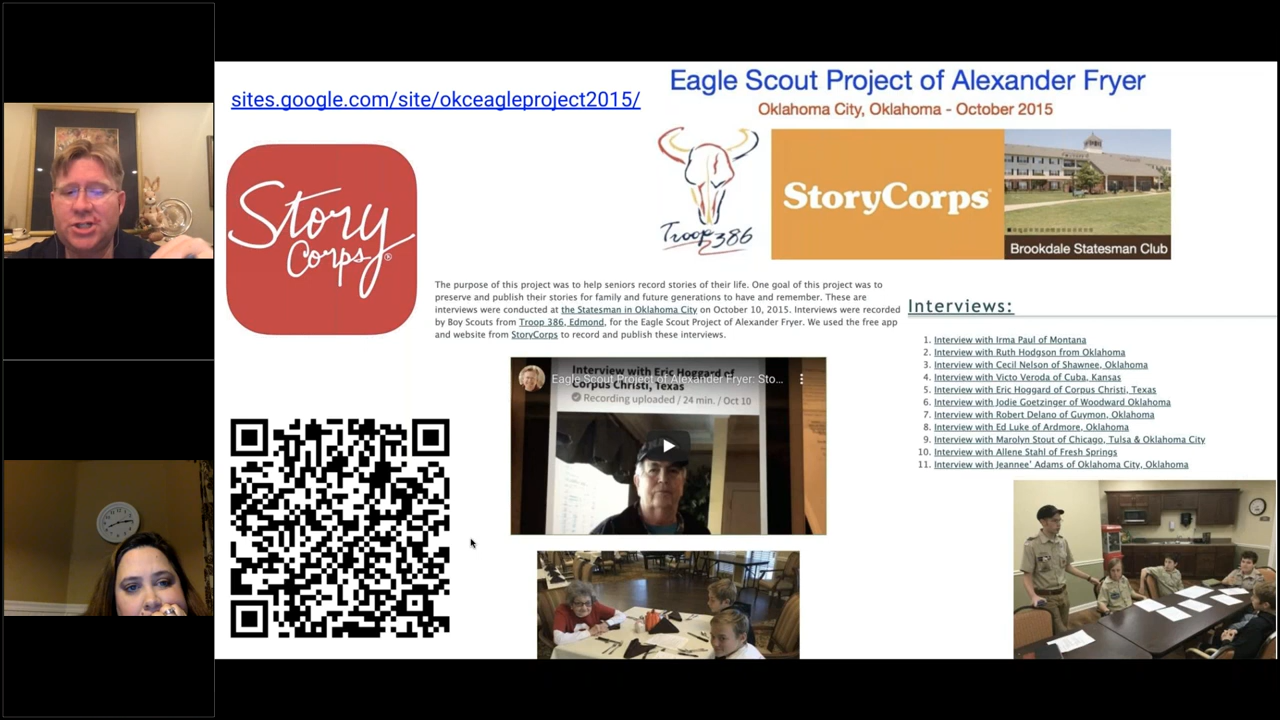 sites.google.com/site/okceagleproject2015/
Eagle Scout Project of Alexander Fryer
Oklahoma City, Oklahoma - October 2015
Story
Corps®
Troop 386
StoryCorps
Brookdale Statesman Club
The purpose of this project was to help seniors record stories of their life. One goal of this project was to
preserve and publish their stories for family and future generations to have and remember. These are
interviews were conducted at the Statesman in Oklahoma City on October 10, 2015. Interviews were recorded
by Boy Scouts from Troop 386, Edmond, for the Eagle Scout Project of Alexander Fryer. We used the free app
and website from StoryCorps to record and publish these interviews.
Interviews:
1. Interview with Irma Paul of Montana
2. Interview with Ruth Hodgson from Oklahoma
3. Interview with Cecil Nelson of Shawnee, Oklahoma
4. Interview with Victo Veroda of Cuba, Kansas
5. Interview with Eric Hoggard of Corpus Christi, Texas
6. Interview with Jodie Goetzinger of Woodward Oklahoma
7. Interview with Robert Delano of Guymon, Oklahoma
8. Interview with Ed Luke of Ardmore, Oklahoma
9. Interview with Marolyn Stout of Chicago, Tulsa & Oklahoma City
10. Interview with Allene Stahl of Fresh Springs
11. Interview with Jeannee' Adams of Oklahoma City, Oklahoma
Interview with Eric Hoggard of
Eagle Scout Project of Alexander Fryer: Sto...
Corpus Christi, Texas
Recording uploaded / 24 min. / Oct 10